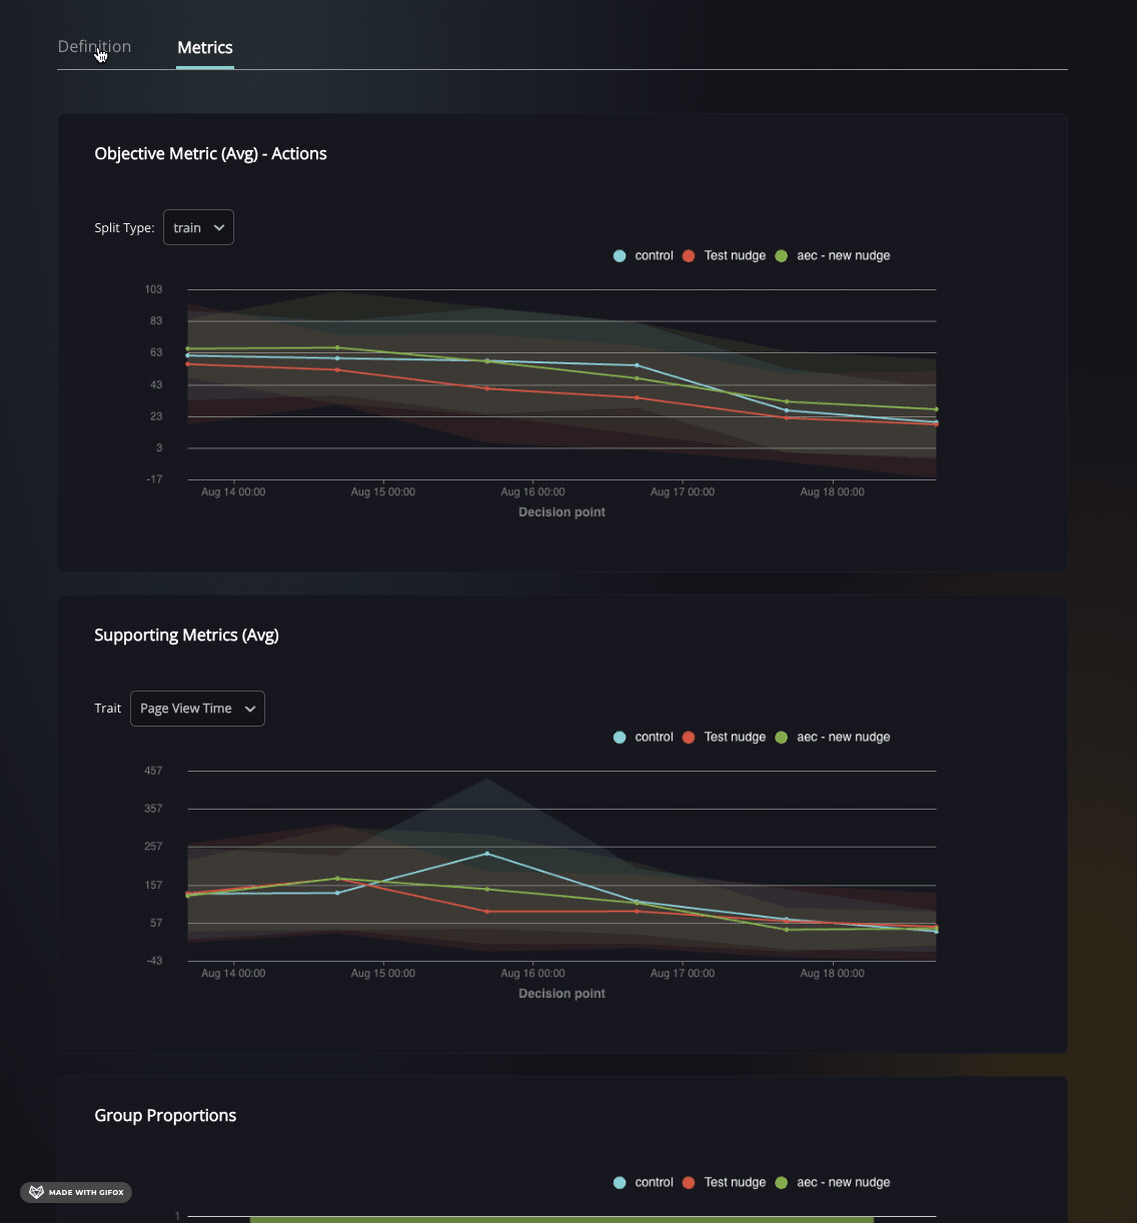 Definition Metrics
Objective Metric (Avg) - Actions
Split Type: train
control Test nudge aec - new nudge
103
83
63
43
23
3
-17
Aug 14 00:00 Aug 15 00:00 Aug 16 00:00 Aug 17 00:00 Aug 18 00:00
Decision point
Supporting Metrics (Avg)
Trait Page View Time
control Test nudge aec - new nudge
457
357
257
157
57
-43
Aug 14 00:00 Aug 15 00:00 Aug 16 00:00 Aug 17 00:00 Aug 18 00:00
Decision point
Group Proportions
control Test nudge aec - new nudge
MADE WITH GIFOX
1